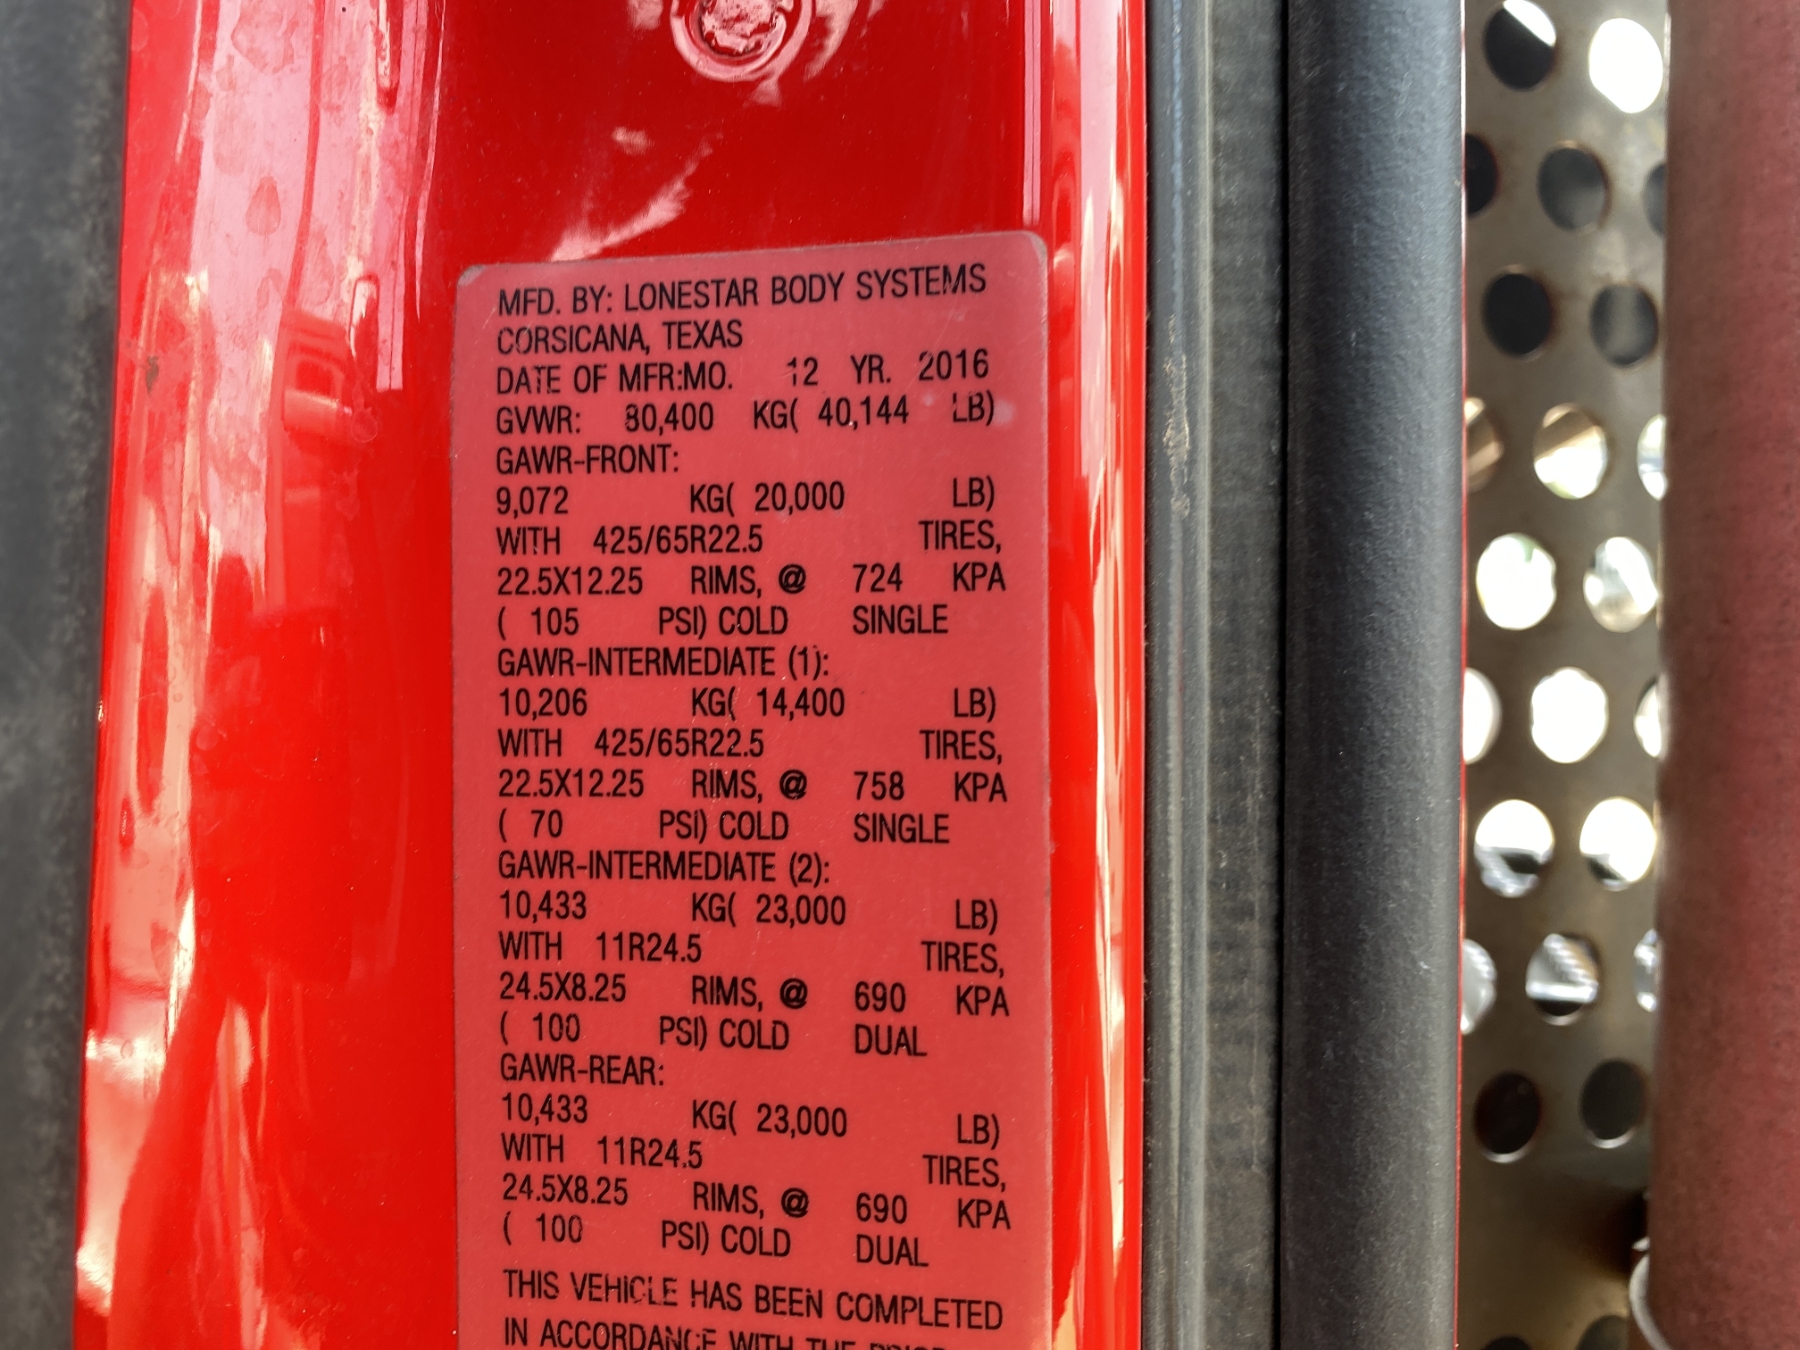 MFD. BY: LONESTAR BODY SYSTEMS
CORSICANA, TEXAS
DATE OF MFR:MO. 12 YR. 2016
GVWR: 80,400 KG( 40,144 LB)
GAWR-FRONT:
9,072 KG( 20,000 LB)
WITH 425/65R22.5 TIRES,
22.5X12.25 RIMS, @ 724 KPA
( 105 PSI) COLD SINGLE
GAWR-INTERMEDIATE (1):
10,206 KG( 14,400 LB)
WITH 425/65R22.5 TIRES,
22.5X12.25 RIMS, @ 758 KPA
( 70 PSI) COLD SINGLE
GAWR-INTERMEDIATE (2):
10,433 KG( 23,000 LB)
WITH 11R24.5 TIRES,
24.5X8.25 RIMS, @ 690 KPA
( 100 PSI) COLD DUAL
GAWR-REAR:
10,433 KG( 23,000 LB)
WITH 11R24.5 TIRES,
24.5X8.25 RIMS, @ 690 KPA
( 100 PSI) COLD DUAL
THIS VEHICLE HAS BEEN COMPLETED
IN ACCORDANCE WITH THE PRIOR